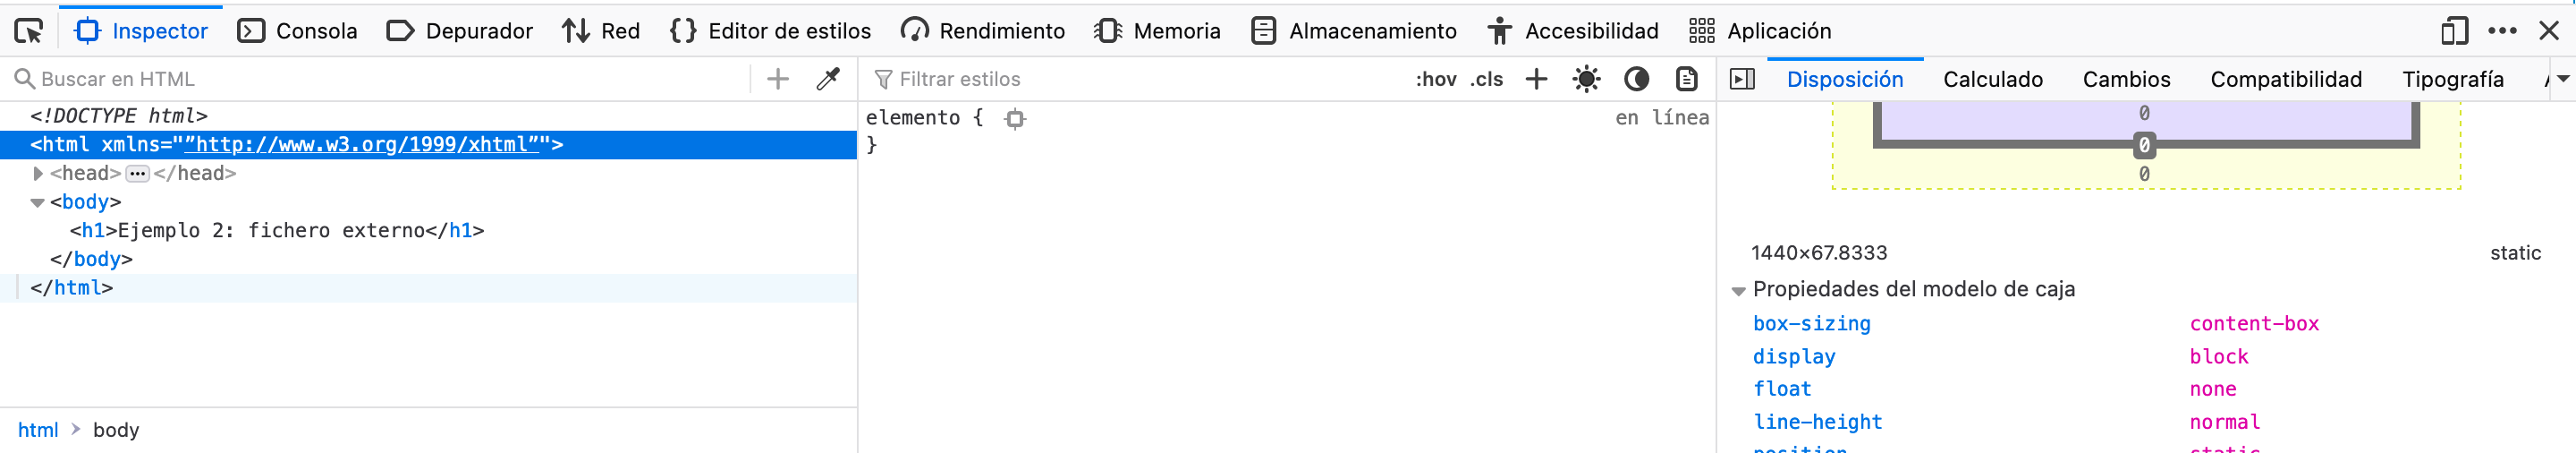 Inspector Consola Depurador Red Editor de estilos Rendimiento Memoria Almacenamiento Accesibilidad Aplicación
Buscar en HTML
<!DOCTYPE html>
<html xmlns="”http://www.w3.org/1999/xhtml”">
<head> ••• </head>
<body>
<h1>Ejemplo 2: fichero externo</h1>
</body>
</html>
html > body
Filtrar estilos :hov .cls
elemento { en línea
}
Disposición Calculado Cambios Compatibilidad Tipografía
0
0
0
1440×67.8333 static
Propiedades del modelo de caja
box-sizing content-box
display block
float none
line-height normal
position static